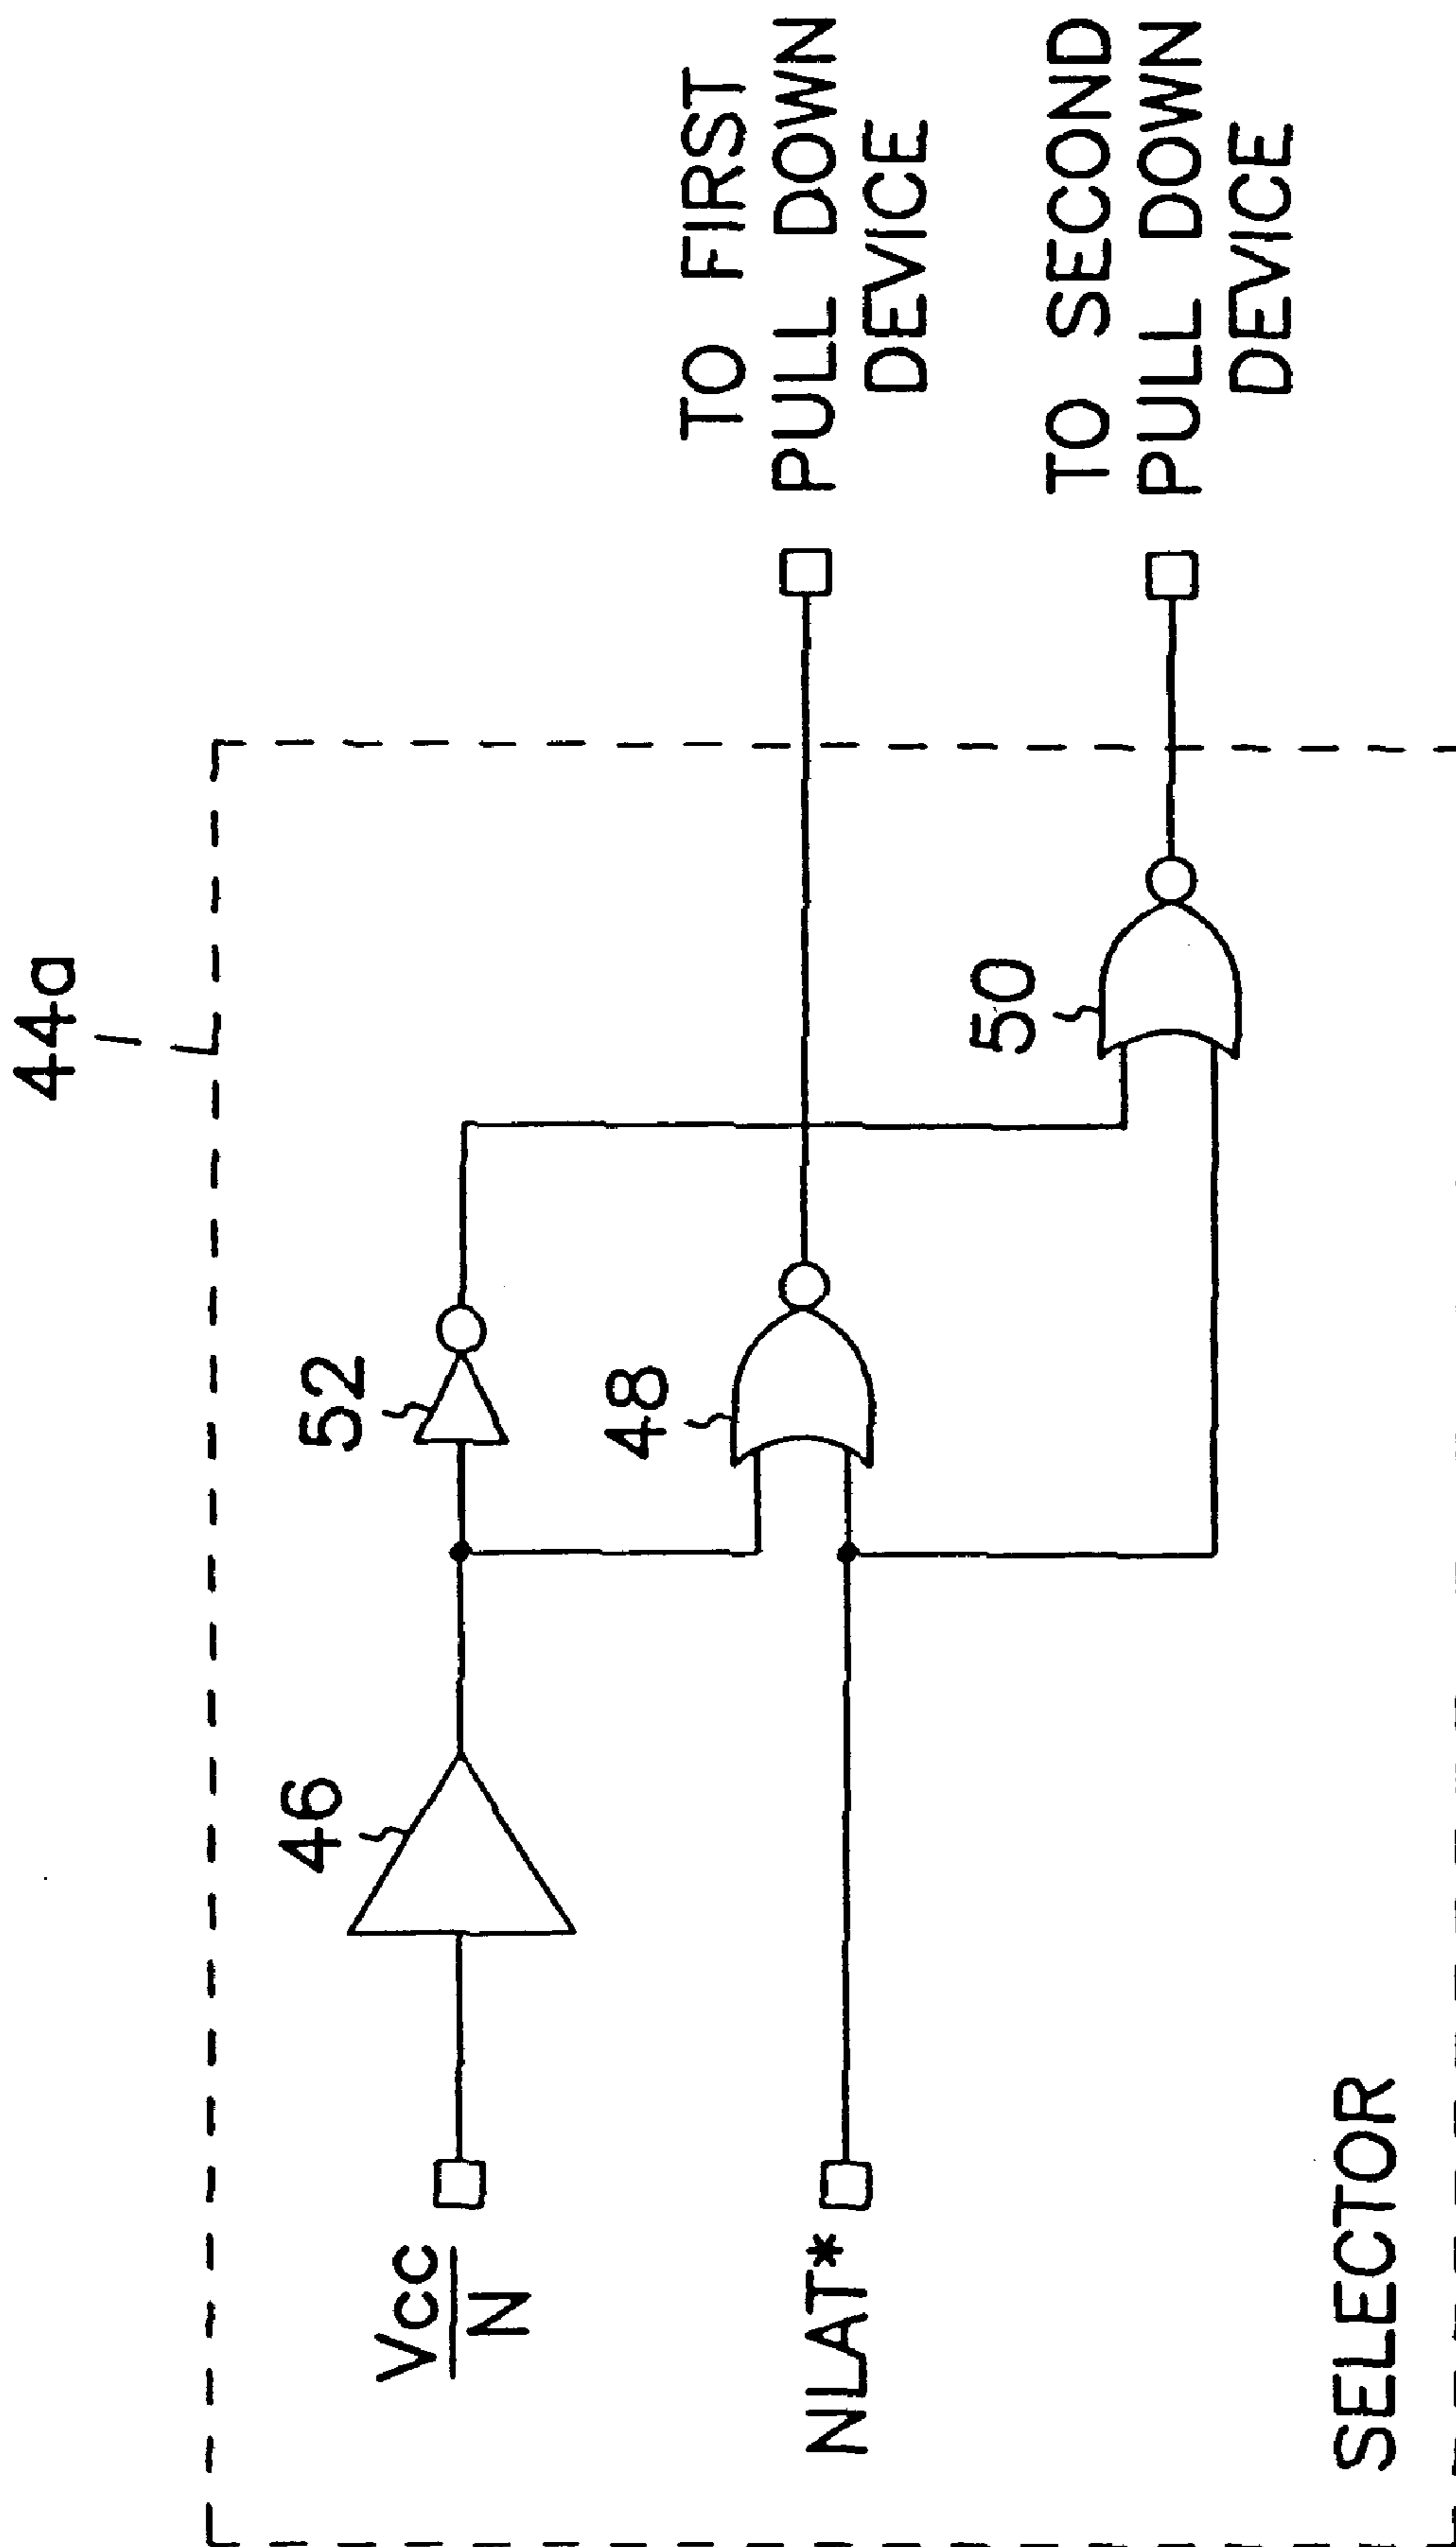 44a
Vcc
N
46
52
NLAT*
48
50
TO FIRST
PULL DOWN
DEVICE
TO SECOND
PULL DOWN
DEVICE
SELECTOR